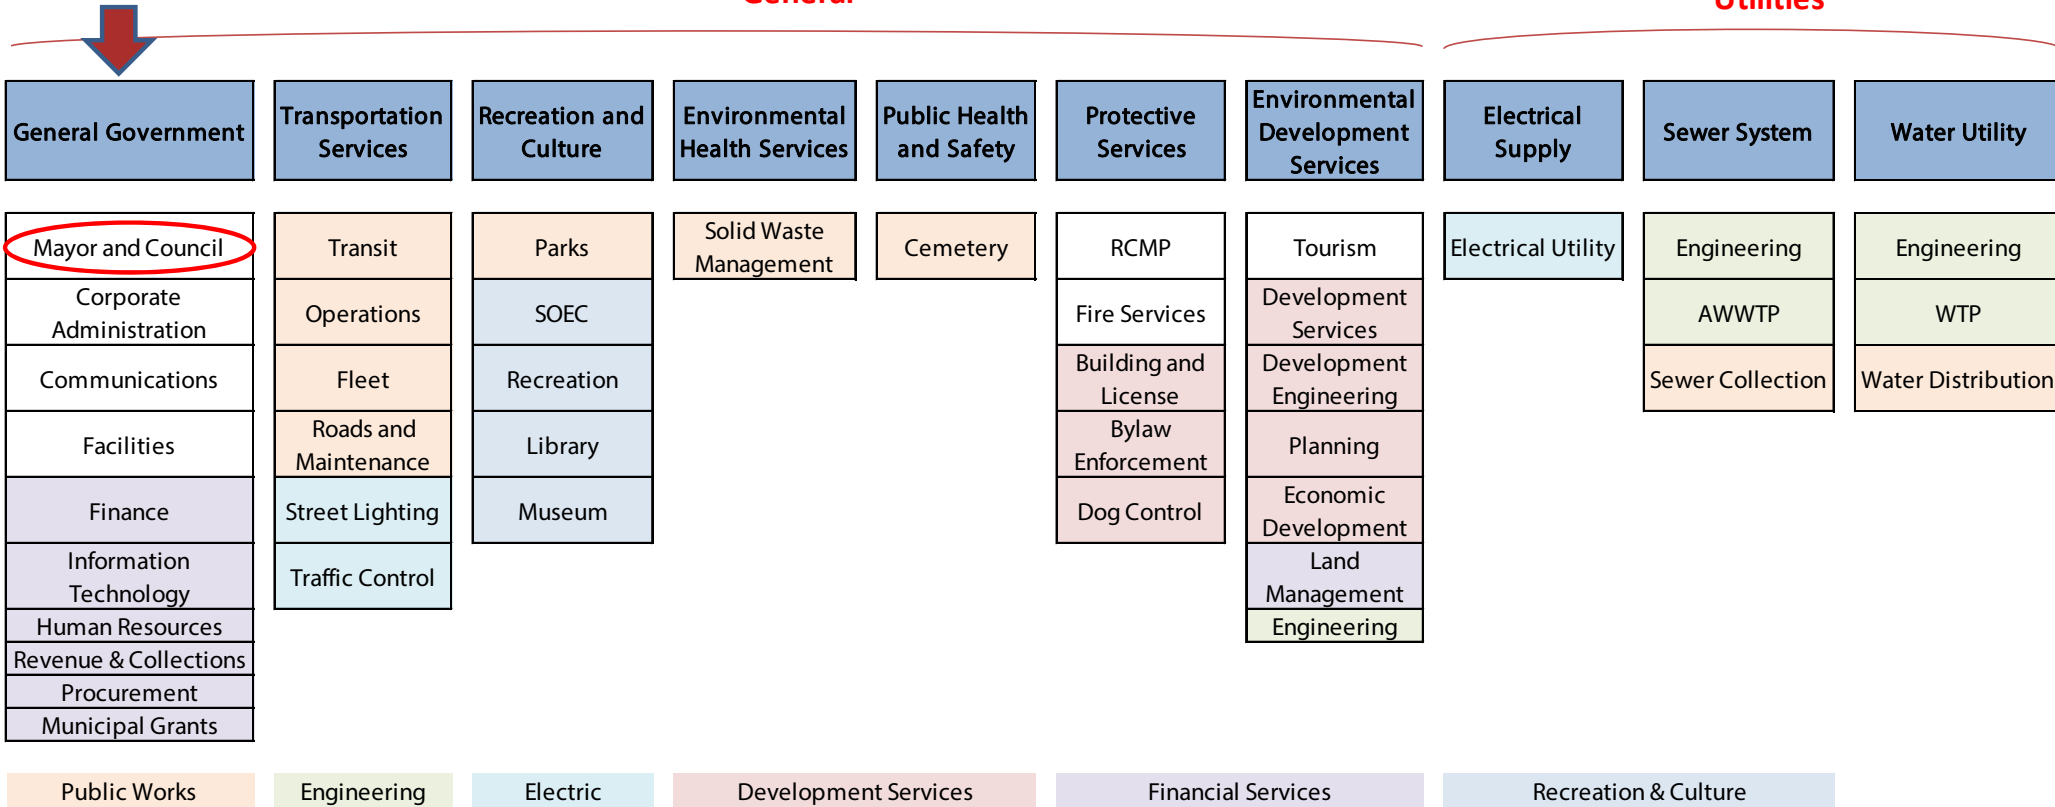 General
Utilities
General Government
Transportation
Services
Recreation and
Culture
Environmental
Health Services
Public Health
and Safety
Protective
Services
Environmental
Development
Services
Electrical
Supply
Sewer System
Water Utility
Mayor and Council
Corporate
Administration
Communications
Facilities
Finance
Information
Technology
Human Resources
Revenue & Collections
Procurement
Municipal Grants
Transit
Operations
Fleet
Roads and
Maintenance
Street Lighting
Traffic Control
Parks
SOEC
Recreation
Library
Museum
Solid Waste
Management
Cemetery
RCMP
Fire Services
Building and
License
Bylaw
Enforcement
Dog Control
Tourism
Development
Services
Development
Engineering
Planning
Economic
Development
Land
Management
Engineering
Electrical Utility
Engineering
AWWTP
Sewer Collection
Engineering
WTP
Water Distribution
Public Works
Engineering
Electric
Development Services
Financial Services
Recreation & Culture